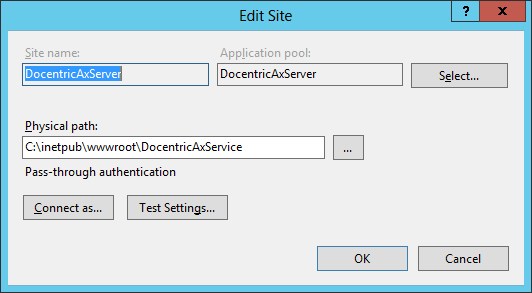 Edit Site
?
Site name: Application pool:
DocentricAxServer DocentricAxServer Select...
Physical path:
C:\inetpub\wwwroot\DocentricAxService ...
Pass-through authentication
Connect as... Test Settings...
OK Cancel